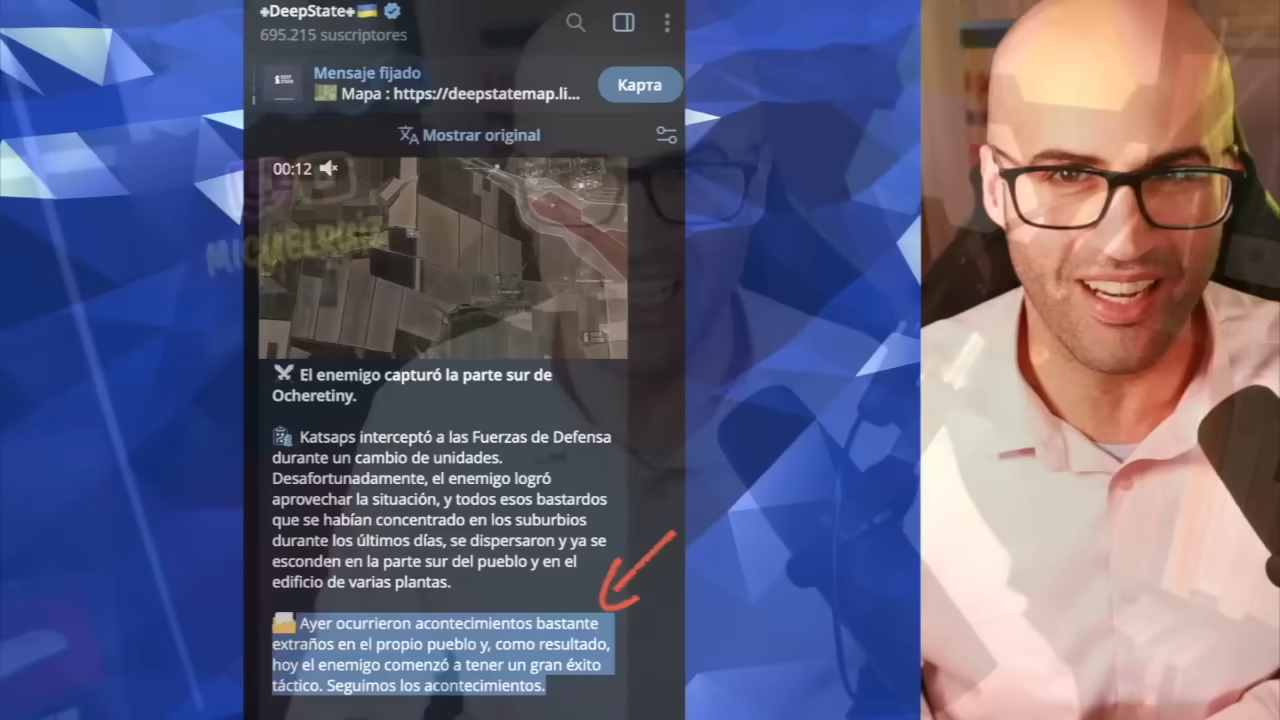 ⁕DeepState⁕
695.215 suscriptores
Mensaje fijado
Mapa : https://deepstatemap.li...
Карта
Mostrar original
00:12
MIGUELRUIZ
El enemigo capturó la parte sur de
Ocheretiny.
Katsaps interceptó a las Fuerzas de Defensa
durante un cambio de unidades.
Desafortunadamente, el enemigo logró
aprovechar la situación, y todos esos bastardos
que se habían concentrado en los suburbios
durante los últimos días, se dispersaron y ya se
esconden en la parte sur del pueblo y en el
edificio de varias plantas.
Ayer ocurrieron acontecimientos bastante
extraños en el propio pueblo y, como resultado,
hoy el enemigo comenzó a tener un gran éxito
táctico. Seguimos los acontecimientos.